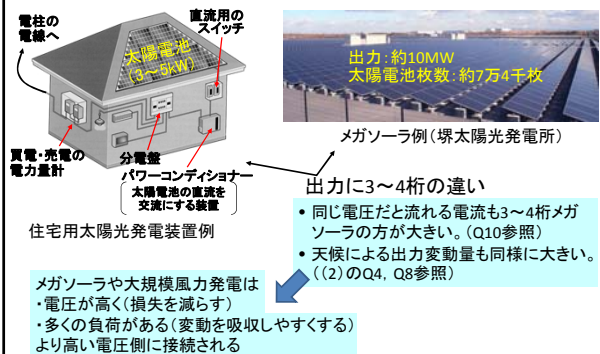 電柱の
電線へ
直流用の
スイッチ
太陽電池
(3～5kW)
買電・売電の
電力量計
分電盤
パワーコンディショナー
太陽電池の直流を
交流にする装置
住宅用太陽光発電装置例
出力：約10MW
太陽電池枚数：約7万4千枚
メガソーラ例（堺太陽光発電所）
出力に3～4桁の違い
• 同じ電圧だと流れる電流も3～4桁メガ
ソーラの方が大きい。（Q10参照）
• 天候による出力変動量も同様に大きい。
（(2)のQ4，Q8参照）
メガソーラや大規模風力発電は
・電圧が高く（損失を減らす）
・多くの負荷がある（変動を吸収しやすくする）
より高い電圧側に接続される